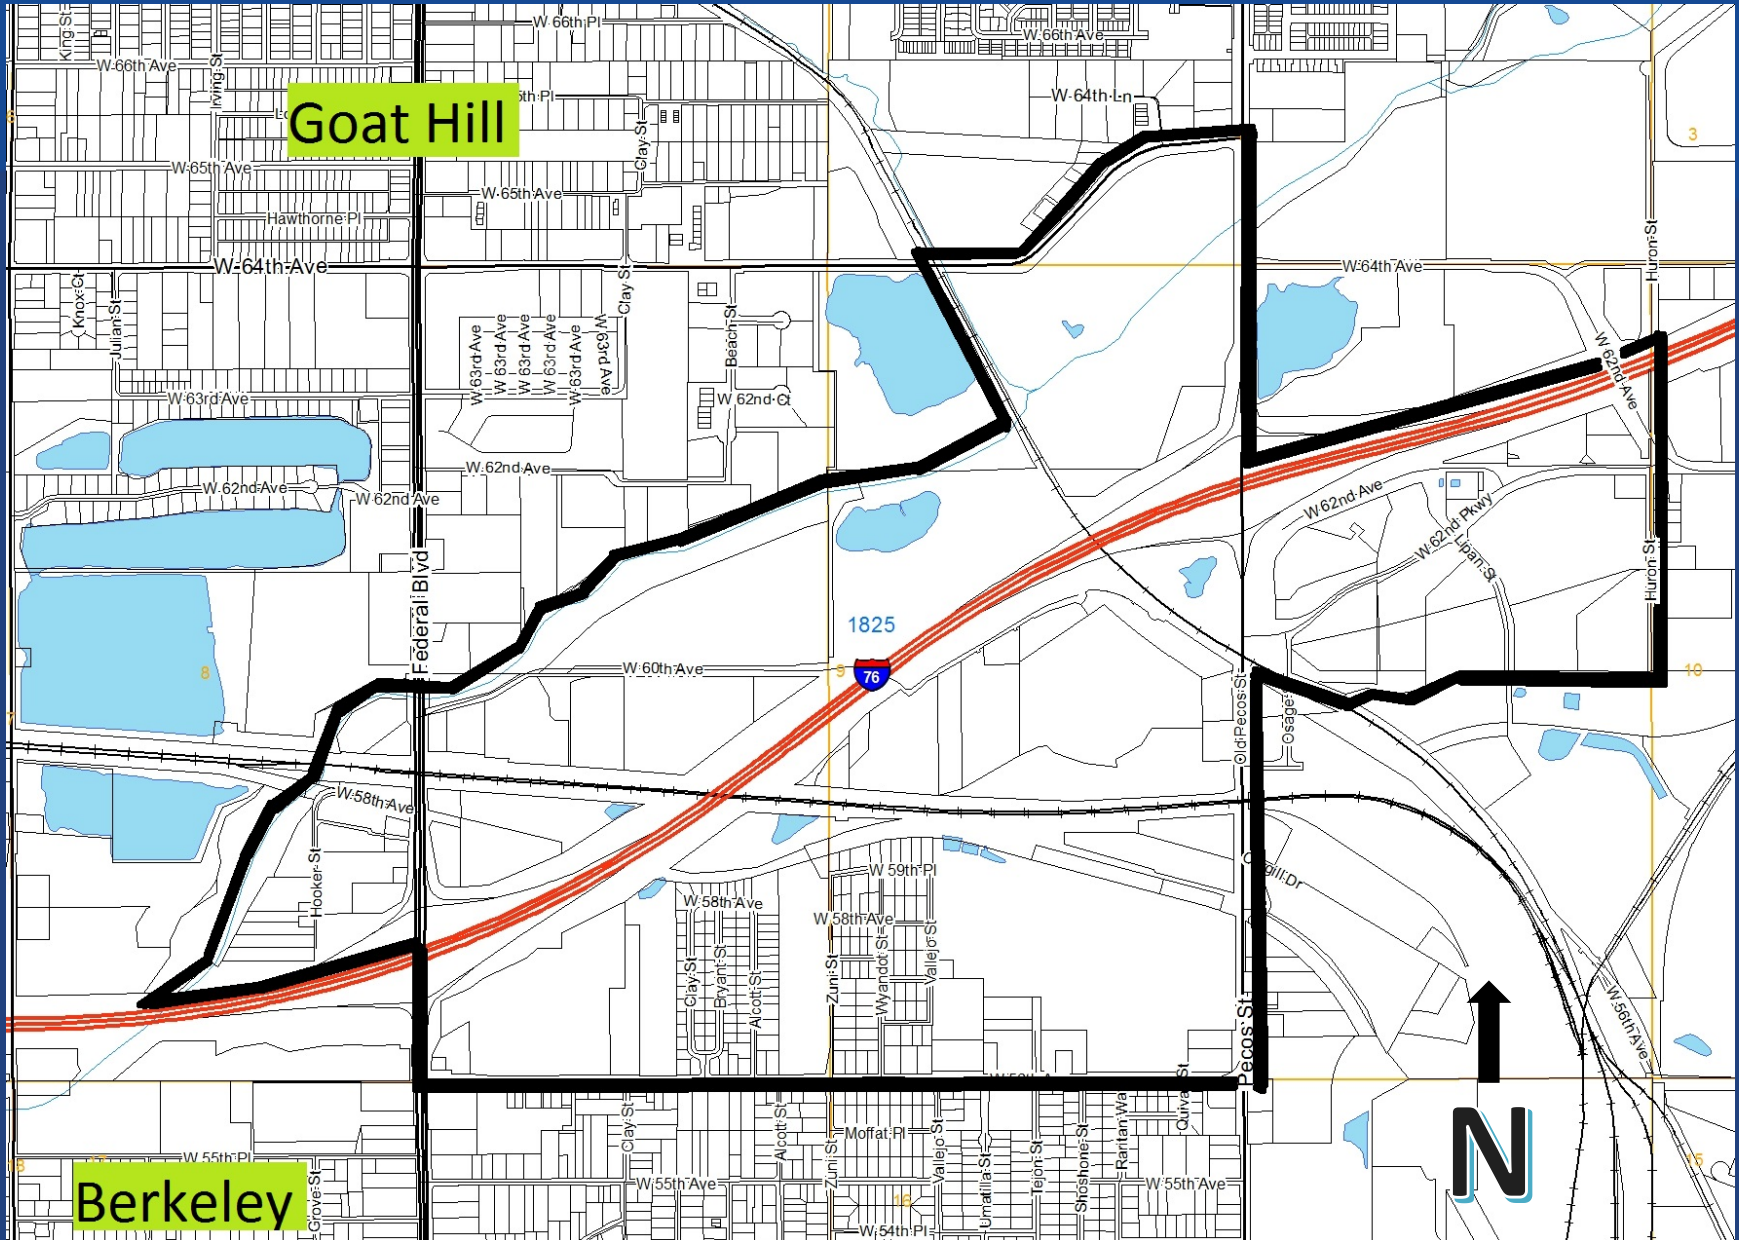 W 66th Pl
King St
W 66th Ave
W 66th Ave
Irving St
5th Pl
W 64th Ln
Goat Hill
Clay St
3
W 65th Ave
W 65th Ave
Hawthorne Pl
Huron St
W 64th Ave
W 64th Ave
Knox Ct
Clay St
Julian St
Beach St
W 63rd Ave
W 63rd Ave
W 63rd Ave
W 63rd Ave
W 63rd Ave
W 63rd Ave
W 62nd Ave
W 63rd Ave
W 62nd Ct
W 62nd Ave
W 62nd Ave
W 62nd Ave
W 62nd Ave
W 62nd Pkwy
Lipan St
Huron St
Federal Blvd
1825
8
W 60th Ave
9
76
10
Old Pecos St
Osage
7
W 58th Ave
Hooker St
W 59th Pl
W 58th Ave
W 58th Ave
Clay St
Bryant St
Alcott St
Zuni St
Wyandot St
Vallejo St
Pecos St
W 56th Ave
Quiva St
Clay St
Alcott St
Zuni St
Moffat Pl
Vallejo St
Umatilla St
Tejon St
Shoshone St
Raritan Wa
W 55th Pl
18
15
W 55th Ave
W 55th Ave
16
Berkeley
Grove St
W 54th Pl
N